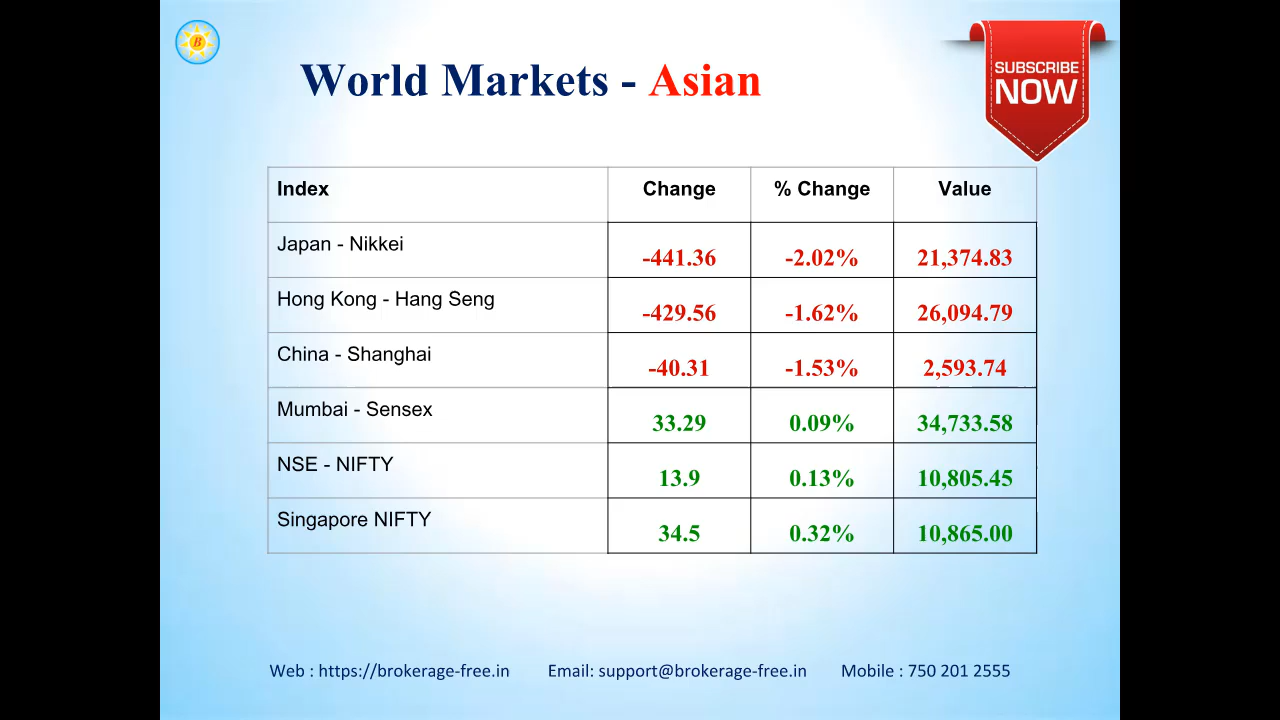 B
World Markets - Asian
SUBSCRIBE
NOW
Index Change % Change Value
Japan - Nikkei -441.36 -2.02% 21,374.83
Hong Kong - Hang Seng -429.56 -1.62% 26,094.79
China - Shanghai -40.31 -1.53% 2,593.74
Mumbai - Sensex 33.29 0.09% 34,733.58
NSE - NIFTY 13.9 0.13% 10,805.45
Singapore NIFTY 34.5 0.32% 10,865.00
Web : https://brokerage-free.in Email: support@brokerage-free.in Mobile : 750 201 2555